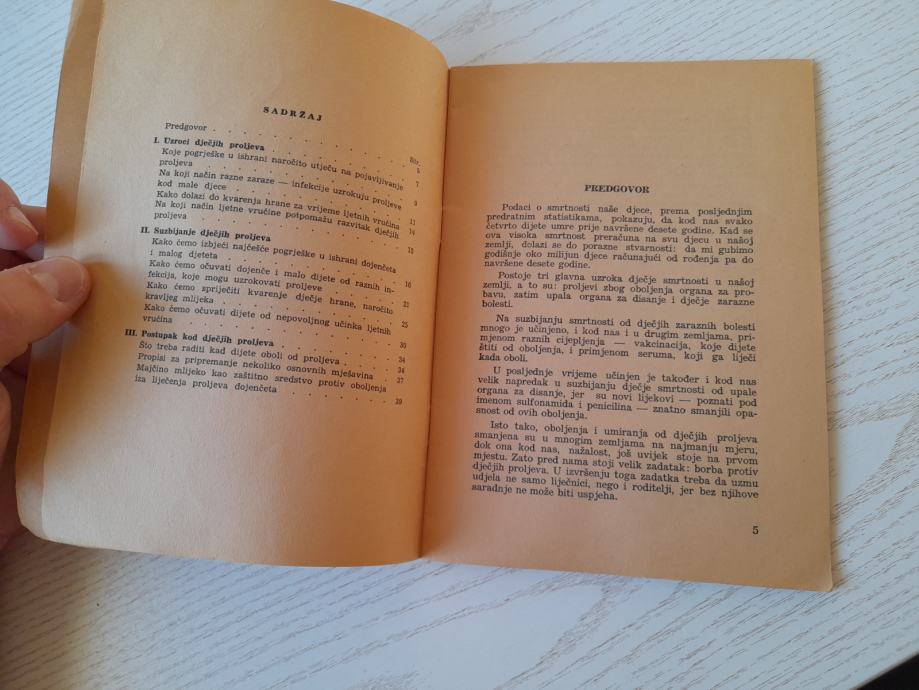 SADRŽAJ
Str.
Predgovor . . . . . . . . . . . . 5
I. Uzroci dječjih proljeva . . . . . . . . .
Koje pogrješke u ishrani naročito utječu na pojavljivanje
proljeva . . . . . . . . . . . . 7
Na koji način razne zaraze — infekcije uzrokuju proljeve
kod male djece . . . . . . . . . . 9
Kako dolazi do kvarenja hrane za vrijeme ljetnih vrućina 11
Na koji način ljetne vrućine potpomažu razvitak dječjih 14
proljeva . . . . . . . . . . . . 15
II. Suzbijanje dječjih proljeva
Kako ćemo izbjeći najčešće pogrješke u ishrani dojenčeta
i malog djeteta . . . . . . . . . . 16
Kako ćemo očuvati dojenče i malo dijete od raznih in-
fekcija, koje mogu uzrokovati proljeve . . . . 21
Kako ćemo spriječiti kvarenje dječje hrane, naročito
kravljeg mlijeka . . . . . . . . . . 25
Kako ćemo očuvati dijete od nepovoljnog učinka ljetnih
vrućina . . . . . . . . . . . . 30
III. Postupak kod dječjih proljeva . . . . . . . 34
Što treba raditi kad dijete oboli od proljeva . . . . 34
Propisi za pripremanje nekoliko osnovnih mješavina . 37
Majčino mlijeko kao zaštitno sredstvo protiv oboljenja
iza liječenja proljeva dojenčeta . . . . . . 39
PREDGOVOR
Podaci o smrtnosti naše djece, prema posljednjim
predratnim statistikama, pokazuju, da kod nas svako
četvrto dijete umre prije navršene desete godine. Kad se
ova visoka smrtnost preračuna na svu djecu u našoj
zemlji, dolazi se do porazne stvarnosti: da mi gubimo
godišnje oko milijun djece računajući od rođenja pa do
navršene desete godine.
Postoje tri glavna uzroka dječje smrtnosti u našoj
zemlji, a to su: proljevi zbog oboljenja organa za pro-
bavu, zatim upala organa za disanje i dječje zarazne
bolesti.
Na suzbijanju smrtnosti od dječjih zaraznih bolesti
mnogo je učinjeno, i kod nas i u drugim zemljama, pri-
mjenom raznih cijepljenja — vakcinacija, koje dijete
štiti od oboljenja, i primjenom seruma, koji ga liječi
kada oboli.
U posljednje vrijeme učinjen je također i kod nas
velik napredak u suzbijanju dječje smrtnosti od upale
organa za disanje, jer su novi lijekovi — poznati pod
imenom sulfonamida i penicilina — znatno smanjili opa-
snost od ovih oboljenja.
Isto tako, oboljenja i umiranja od dječjih proljeva
smanjena su u mnogim zemljama na najmanju mjeru,
dok ona kod nas, nažalost, još uvijek stoje na prvom
mjestu. Zato pred nama stoji velik zadatak: borba protiv
dječjih proljeva. U izvršenju toga zadatka treba da uzmu
udjela ne samo liječnici, nego i roditelji, jer bez njihove
saradnje ne može biti uspjeha.
5